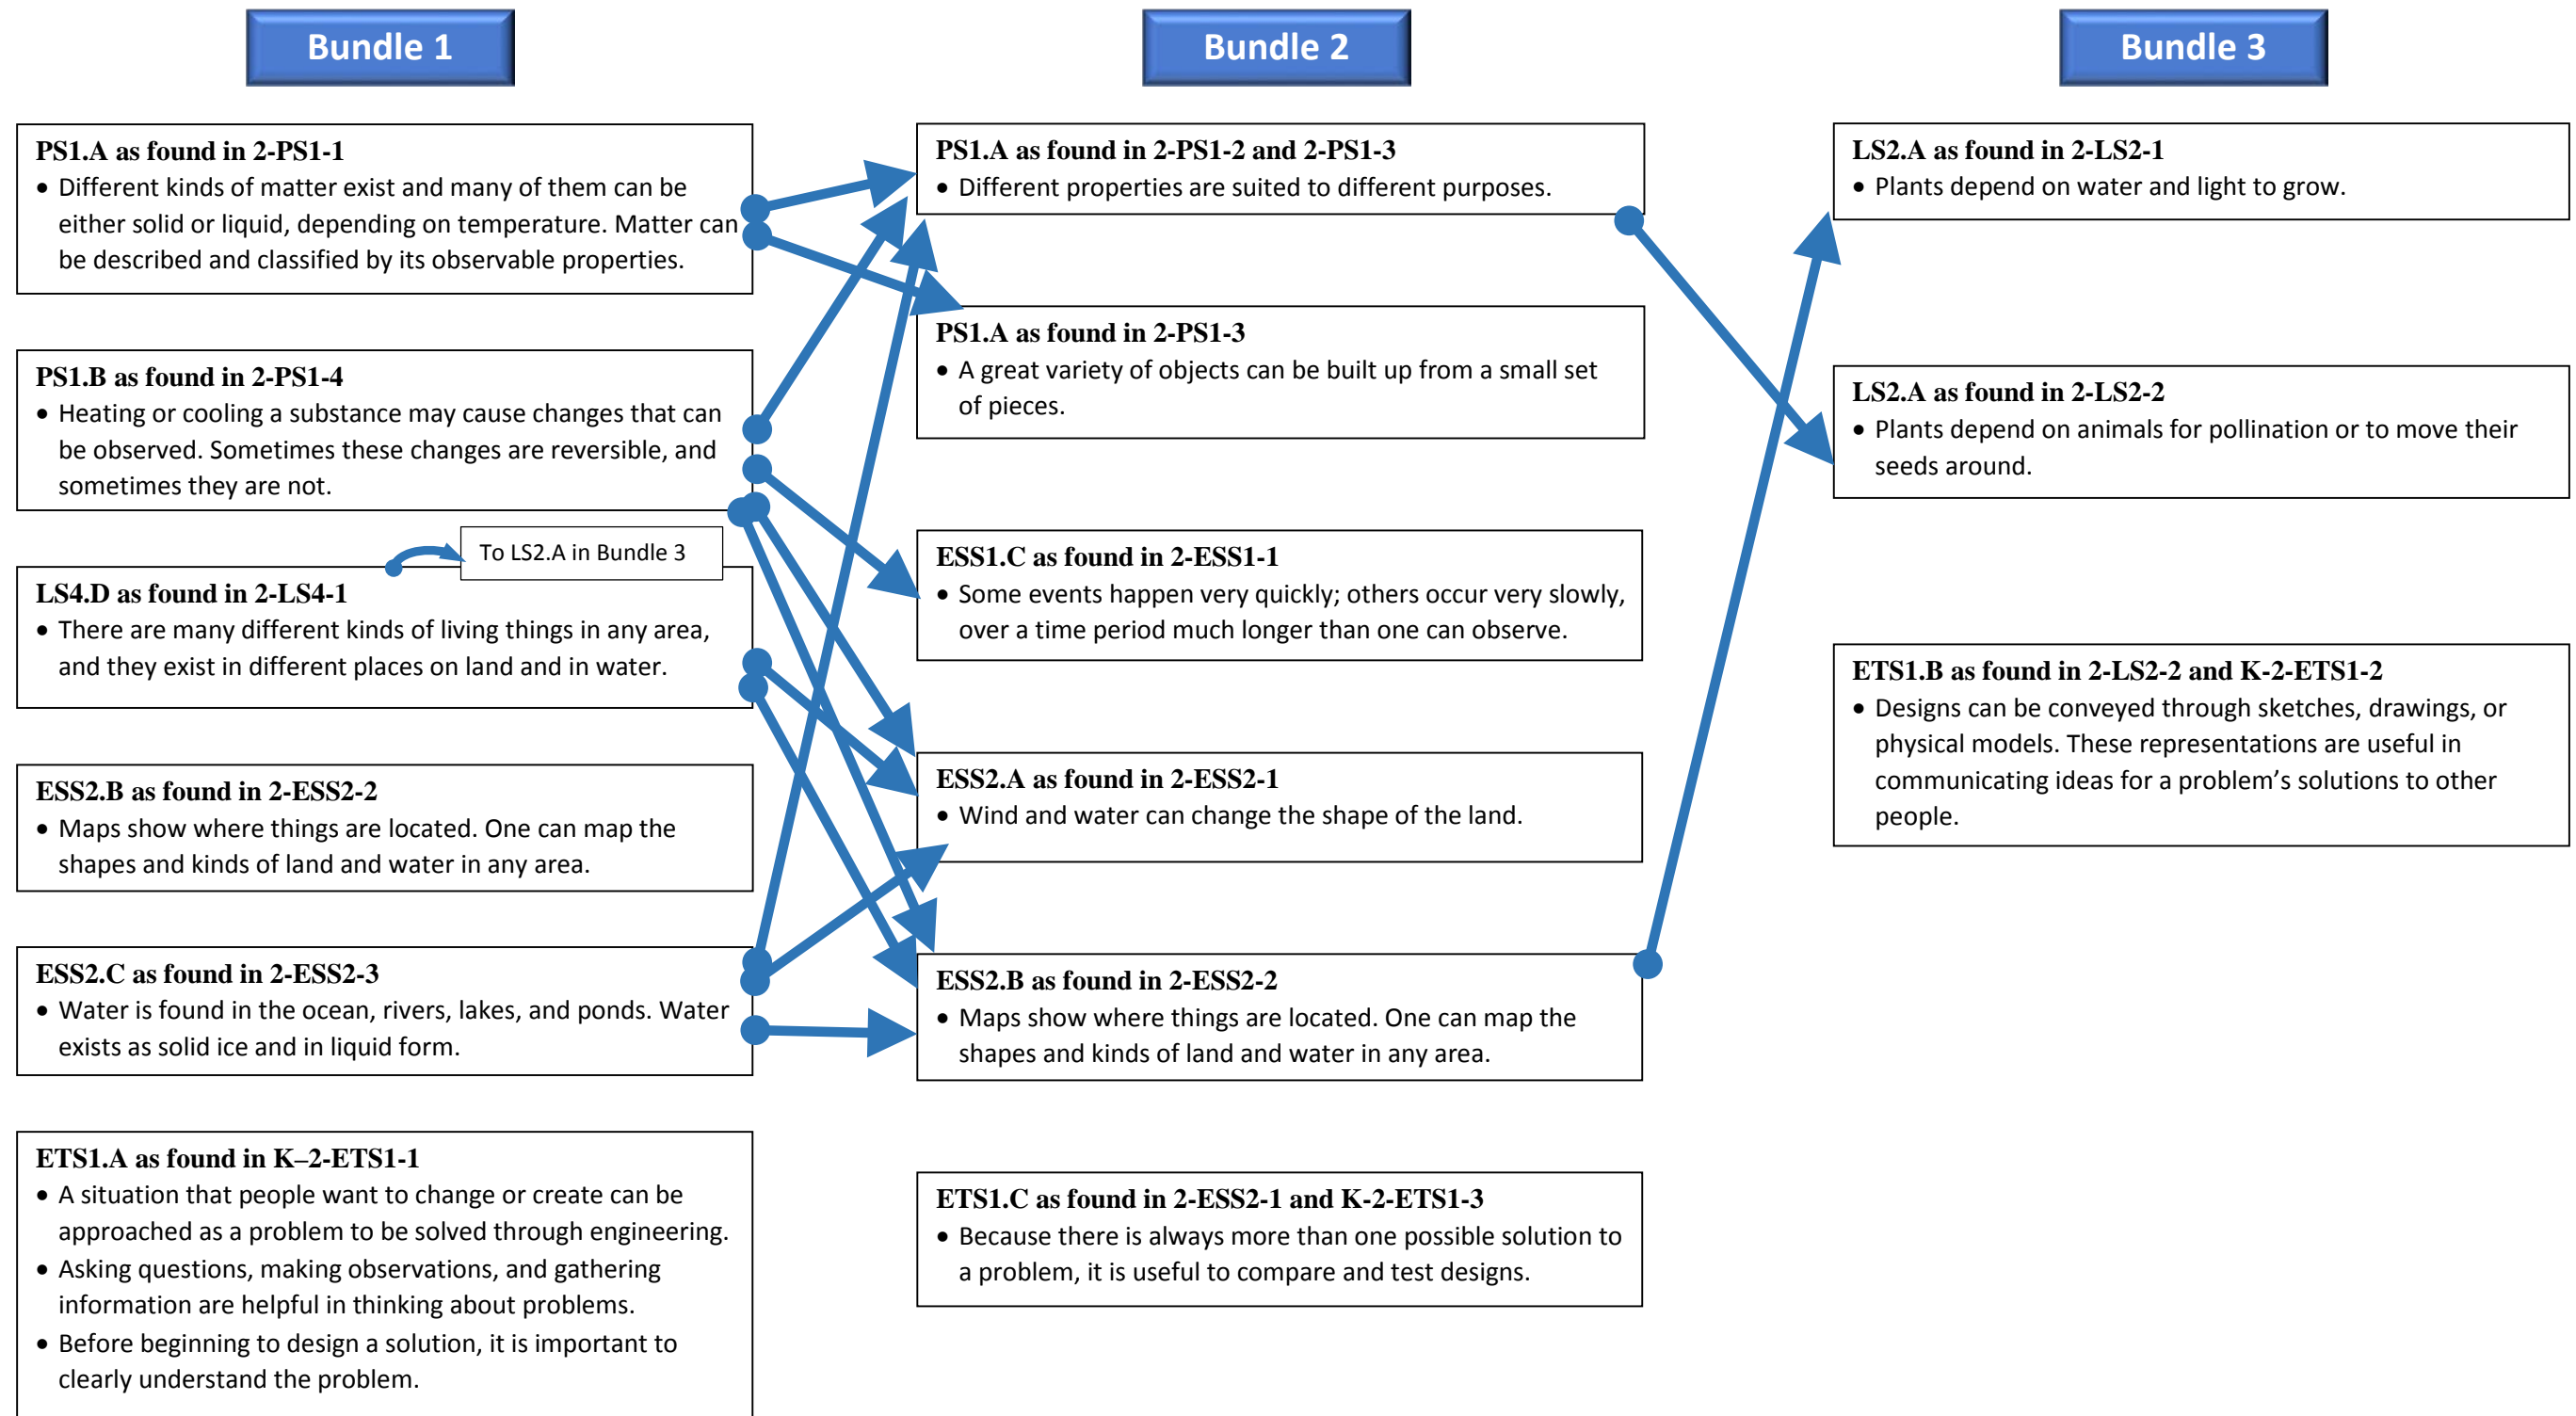 Bundle 1
PS1.A as found in 2-PS1-1
• Different kinds of matter exist and many of them can be
either solid or liquid, depending on temperature. Matter can
be described and classified by its observable properties.
PS1.B as found in 2-PS1-4
• Heating or cooling a substance may cause changes that can
be observed. Sometimes these changes are reversible, and
sometimes they are not.
To LS2.A in Bundle 3
LS4.D as found in 2-LS4-1
• There are many different kinds of living things in any area,
and they exist in different places on land and in water.
ESS2.B as found in 2-ESS2-2
• Maps show where things are located. One can map the
shapes and kinds of land and water in any area.
ESS2.C as found in 2-ESS2-3
• Water is found in the ocean, rivers, lakes, and ponds. Water
exists as solid ice and in liquid form.
ETS1.A as found in K–2-ETS1-1
• A situation that people want to change or create can be
approached as a problem to be solved through engineering.
• Asking questions, making observations, and gathering
information are helpful in thinking about problems.
• Before beginning to design a solution, it is important to
clearly understand the problem.
Bundle 2
PS1.A as found in 2-PS1-2 and 2-PS1-3
• Different properties are suited to different purposes.
PS1.A as found in 2-PS1-3
• A great variety of objects can be built up from a small set
of pieces.
ESS1.C as found in 2-ESS1-1
• Some events happen very quickly; others occur very slowly,
over a time period much longer than one can observe.
ESS2.A as found in 2-ESS2-1
• Wind and water can change the shape of the land.
ESS2.B as found in 2-ESS2-2
• Maps show where things are located. One can map the
shapes and kinds of land and water in any area.
ETS1.C as found in 2-ESS2-1 and K-2-ETS1-3
• Because there is always more than one possible solution to
a problem, it is useful to compare and test designs.
Bundle 3
LS2.A as found in 2-LS2-1
• Plants depend on water and light to grow.
LS2.A as found in 2-LS2-2
• Plants depend on animals for pollination or to move their
seeds around.
ETS1.B as found in 2-LS2-2 and K-2-ETS1-2
• Designs can be conveyed through sketches, drawings, or
physical models. These representations are useful in
communicating ideas for a problem’s solutions to other
people.